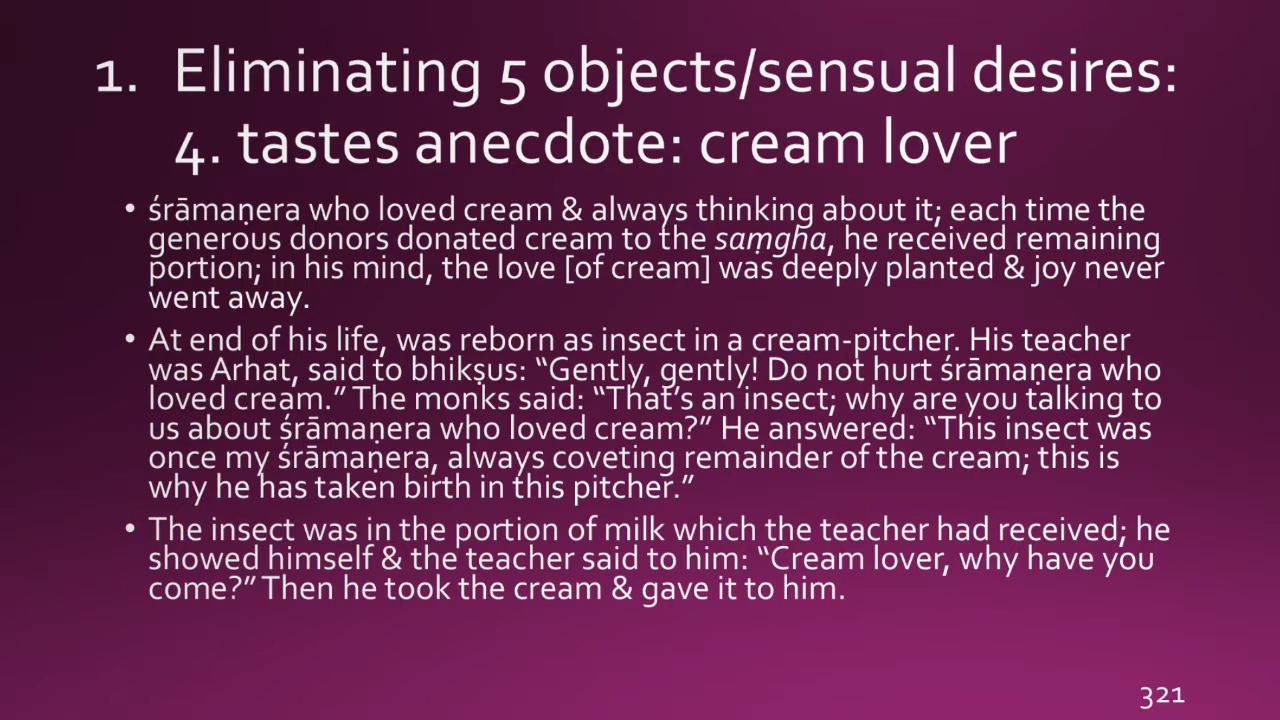 1. Eliminating 5 objects/sensual desires:
4. tastes anecdote: cream lover
• śrāmaṇera who loved cream & always thinking about it; each time the
generous donors donated cream to the saṃgha, he received remaining
portion; in his mind, the love [of cream] was deeply planted & joy never
went away.
• At end of his life, was reborn as insect in a cream-pitcher. His teacher
was Arhat, said to bhikṣus: “Gently, gently! Do not hurt śrāmaṇera who
loved cream.” The monks said: “That’s an insect; why are you talking to
us about śrāmaṇera who loved cream?” He answered: “This insect was
once my śrāmaṇera, always coveting remainder of the cream; this is
why he has taken birth in this pitcher.”
• The insect was in the portion of milk which the teacher had received; he
showed himself & the teacher said to him: “Cream lover, why have you
come?” Then he took the cream & gave it to him.
321